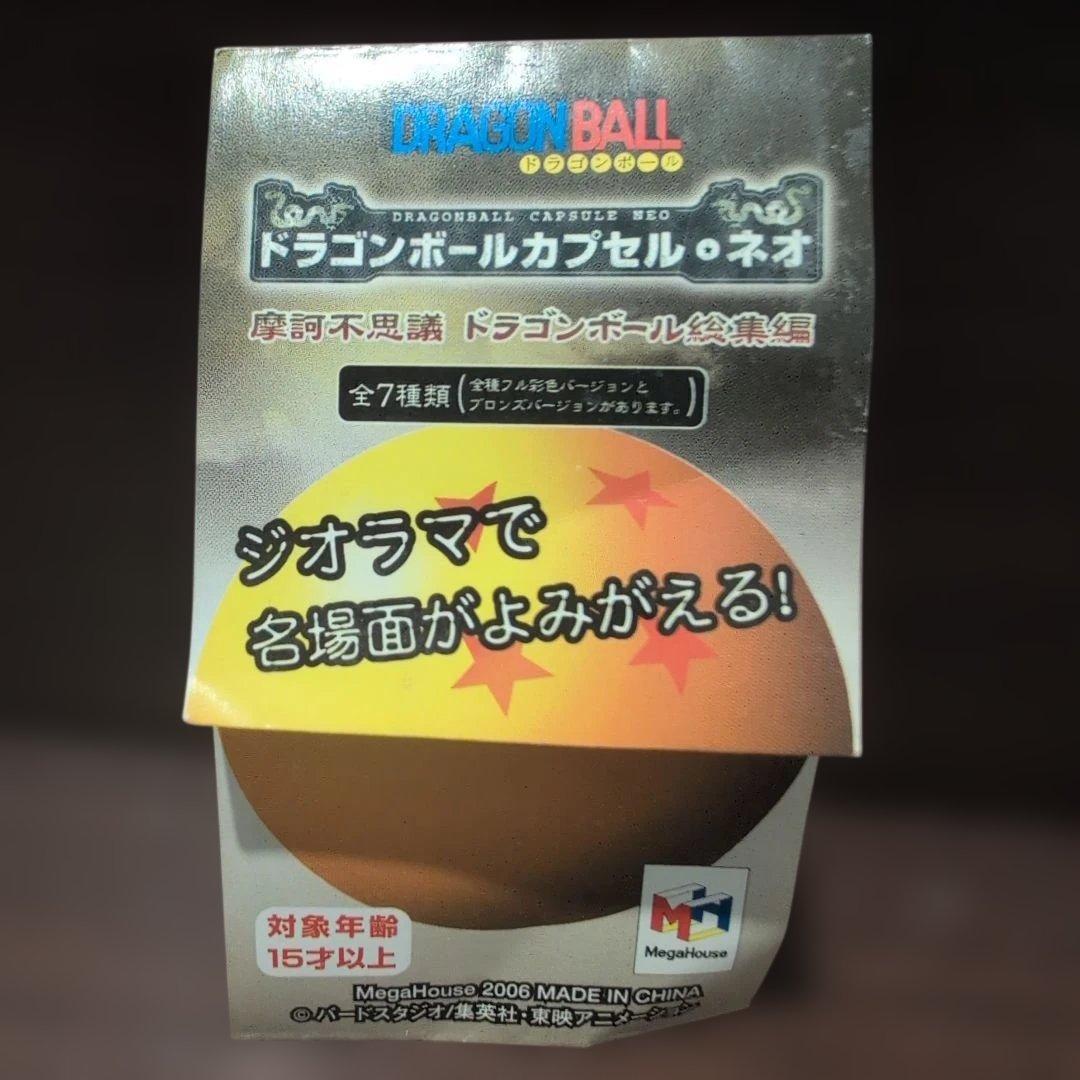 DRAGON BALL
ドラゴンボール
DRAGONBALL CAPSULE NEO
ドラゴンボールカプセル・ネオ
摩訶不思議 ドラゴンボール総集編
全7種類(全種フル彩色バージョンと
ブロンズバージョンがあります。)
ジオラマで
名場面がよみがえる!
対象年齢
15才以上
MegaHouse
MegaHouse 2006 MADE IN CHINA
©バードスタジオ/集英社・東映アニメーション